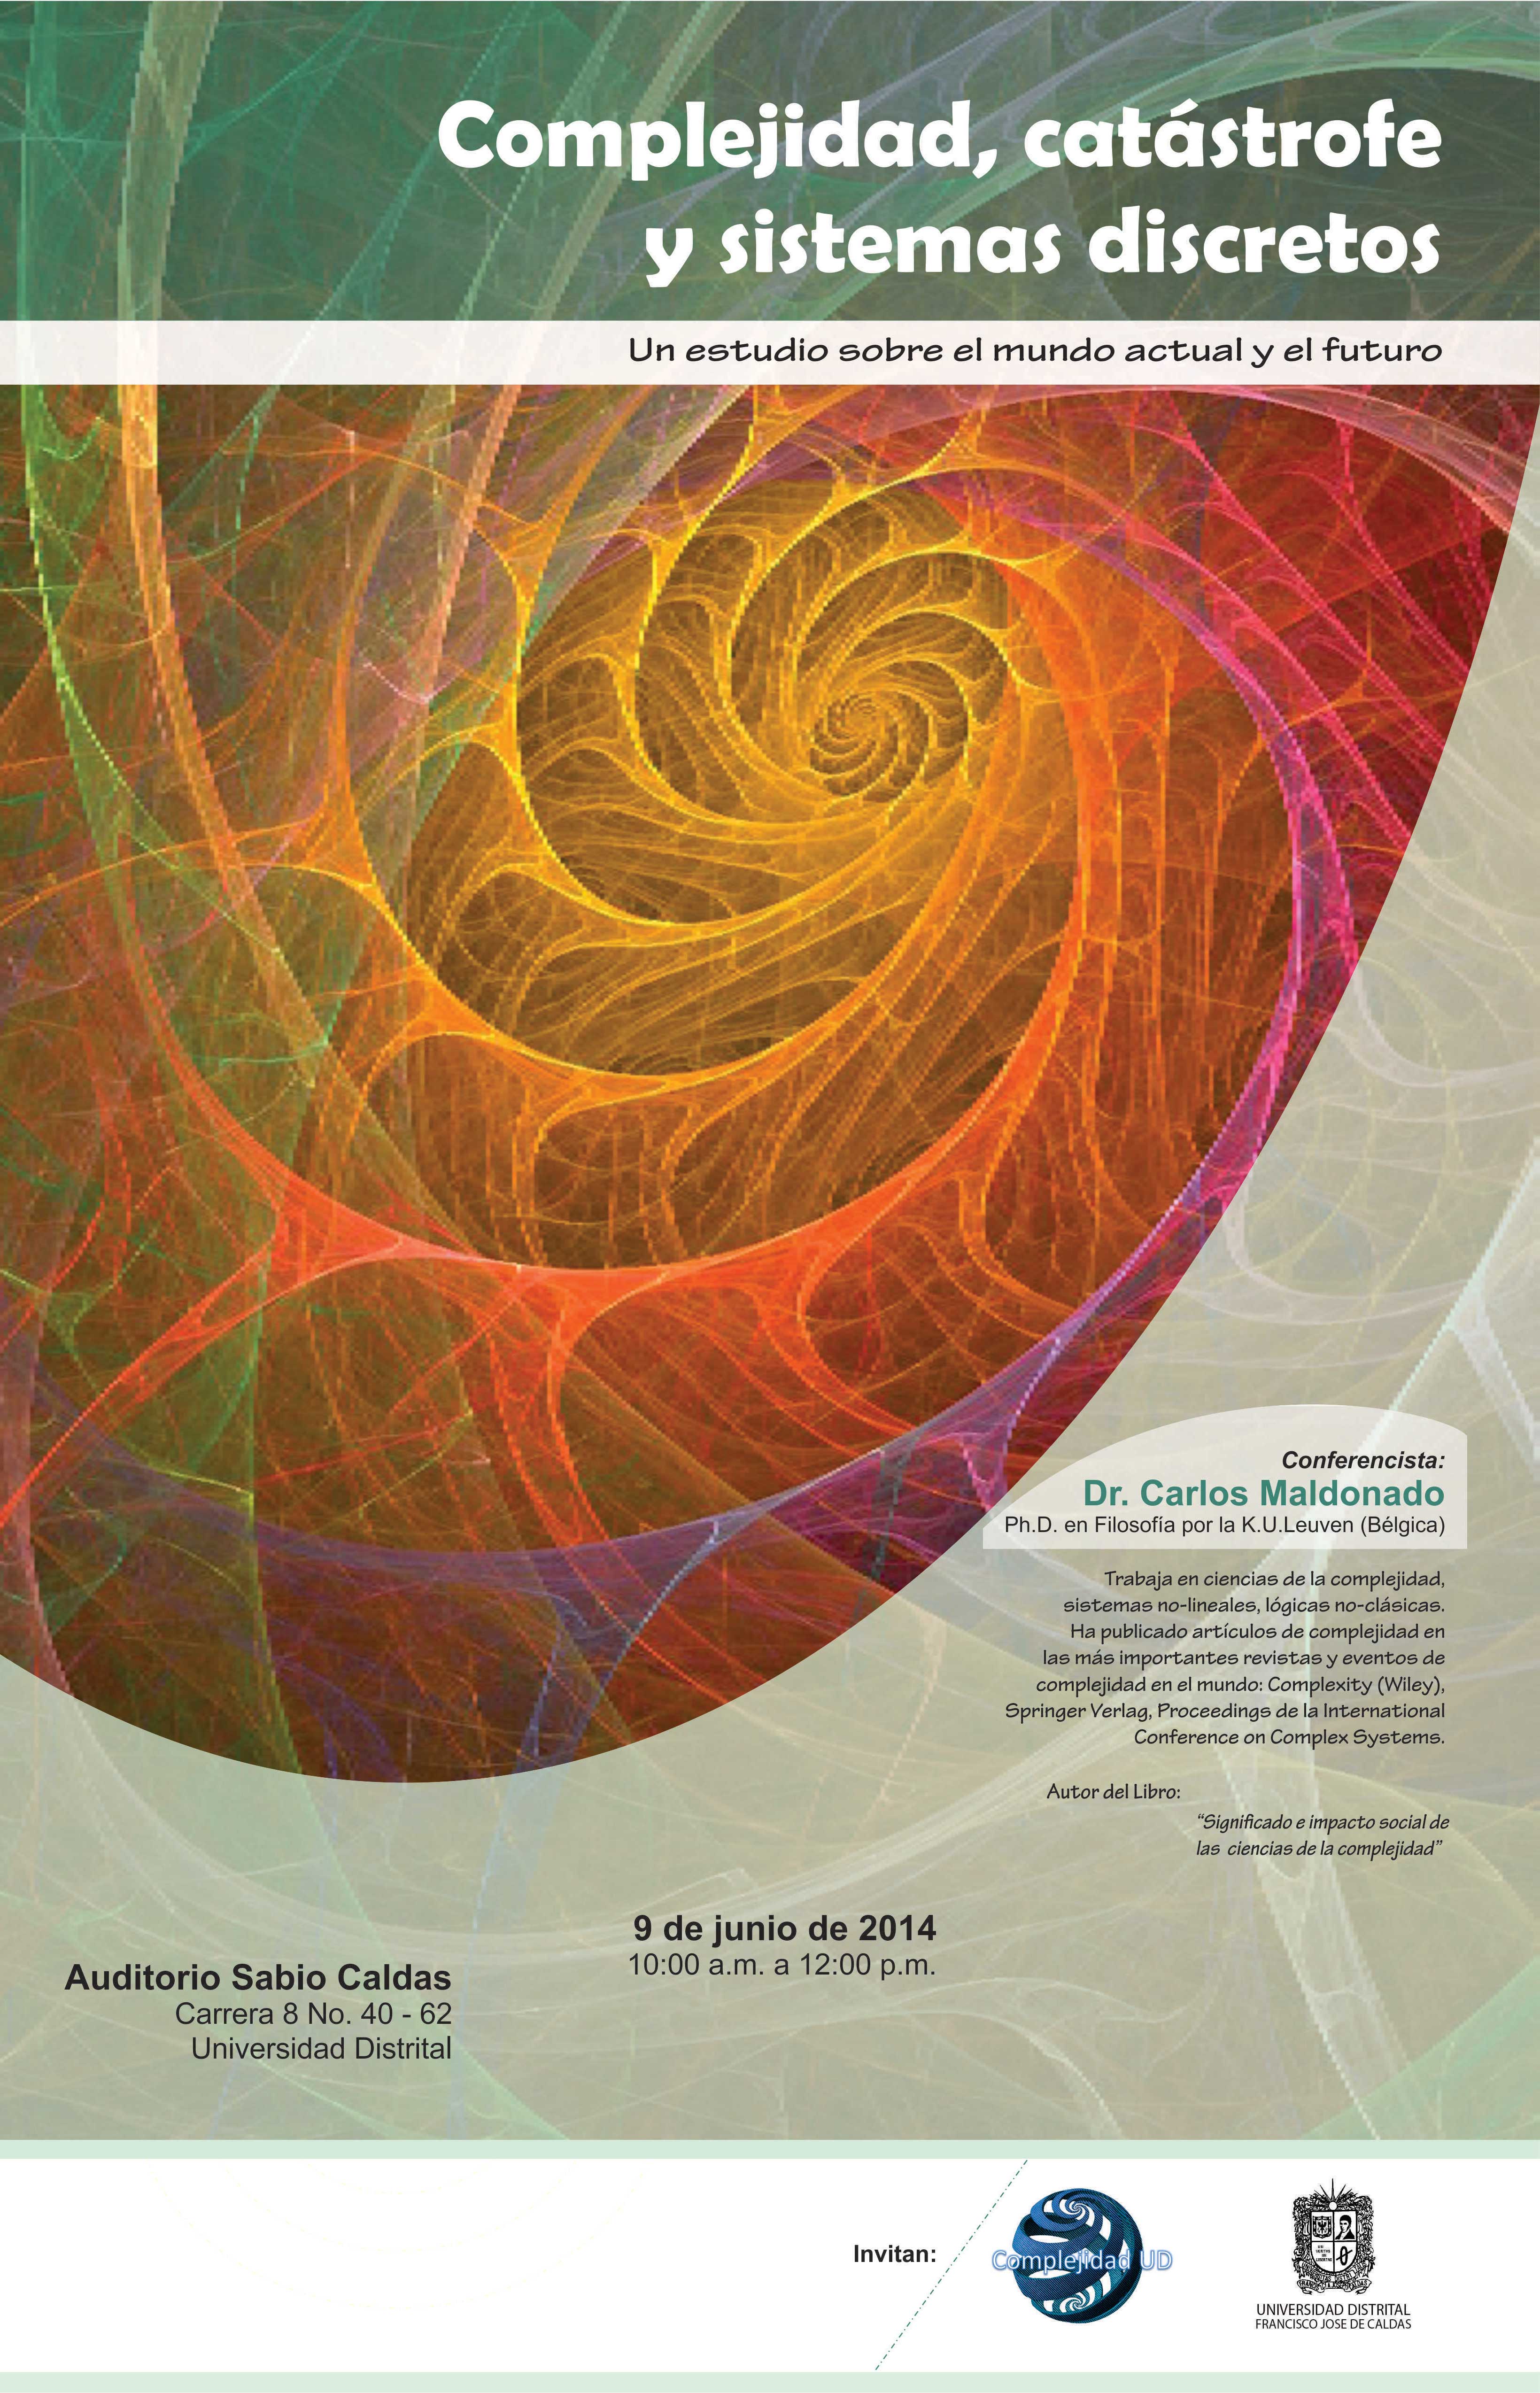 Complejidad, catástrofe
y sistemas discretos
Un estudio sobre el mundo actual y el futuro
Conferencista:
Dr. Carlos Maldonado
Ph.D. en Filosofía por la K.U.Leuven (Bélgica)
Trabaja en ciencias de la complejidad,
sistemas no-lineales, lógicas no-clásicas.
Ha publicado artículos de complejidad en
las más importantes revistas y eventos de
complejidad en el mundo: Complexity (Wiley),
Springer Verlag, Proceedings de la International
Conference on Complex Systems.
Autor del Libro:
“Significado e impacto social de
las ciencias de la complejidad”
9 de junio de 2014
10:00 a.m. a 12:00 p.m.
Auditorio Sabio Caldas
Carrera 8 No. 40 - 62
Universidad Distrital
Invitan:
Complejidad UD
UNIVERSIDAD DISTRITAL
FRANCISCO JOSE DE CALDAS